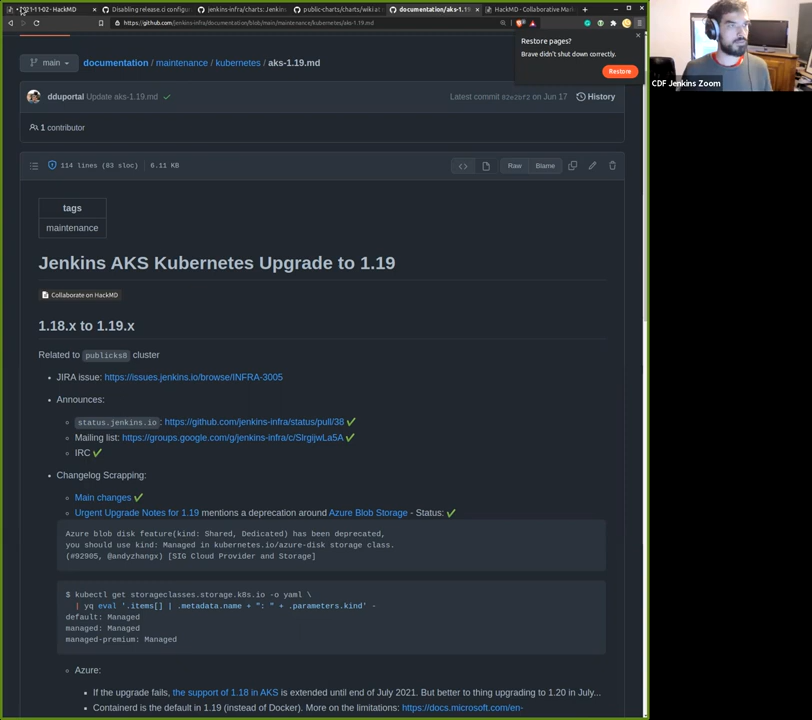 2021-11-02 - HackMD
Disabling release.ci configu
jenkins-infra/charts: Jenkins
public-charts/charts/wiki at
documentation/aks-1.19
HackMD - Collaborative Mar
https://github.com/jenkins-infra/documentation/blob/main/maintenance/kubernetes/aks-1.19.md
Restore pages?
Brave didn't shut down correctly.
Restore
main
documentation / maintenance / kubernetes / aks-1.19.md
dduportal Update aks-1.19.md
Latest commit on Jun 17
History
1 contributor
114 lines (83 sloc)
6.11 KB
Raw
Blame
tags
maintenance
Jenkins AKS Kubernetes Upgrade to 1.19
Collaborate on HackMD
1.18.x to 1.19.x
Related to publick8 cluster
JIRA issue: https://issues.jenkins.io/browse/INFRA-3005
Announces:
status.jenkins.io: https://github.com/jenkins-infra/status/pull/38 ✅
Mailing list: https://groups.google.com/g/jenkins-infra/c/SlrgijwLa5A ✅
IRC ✅
Changelog Scrapping:
Main changes ✅
Urgent Upgrade Notes for 1.19 mentions a deprecation around Azure Blob Storage - Status: ✅
Azure blob disk feature(kind: Shared, Dedicated) has been deprecated,
you should use kind: Managed in kubernetes.io/azure-disk storage class.
(#92905, @andyzhangx) [SIG Cloud Provider and Storage]
$ kubectl get storageclasses.storage.k8s.io -o yaml \
| yq eval '.items[] | .metadata.name + ": " + .parameters.kind' -
default: Managed
managed: Managed
managed-premium: Managed
Azure:
If the upgrade fails, the support of 1.18 in AKS is extended until end of July 2021. But better to thing upgrading to 1.20 in July...
Containerd is the default in 1.19 (instead of Docker). More on the limitations: https://docs.microsoft.com/en-
CDF Jenkins Zoom